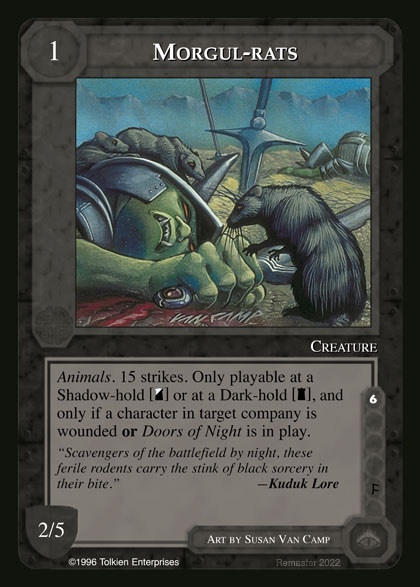 1
MORGUL-RATS
VAN CAMP
CREATURE
Animals. 15 strikes. Only playable at a
Shadow-hold [] or at a Dark-hold [], and
only if a character in target company is
wounded or Doors of Night is in play.
6
“Scavengers of the battlefield by night, these
ferile rodents carry the stink of black sorcery in
their bite.” —Kuduk Lore
2/5
ART BY SUSAN VAN CAMP
©1996 Tolkien Enterprises
Remaster 2022